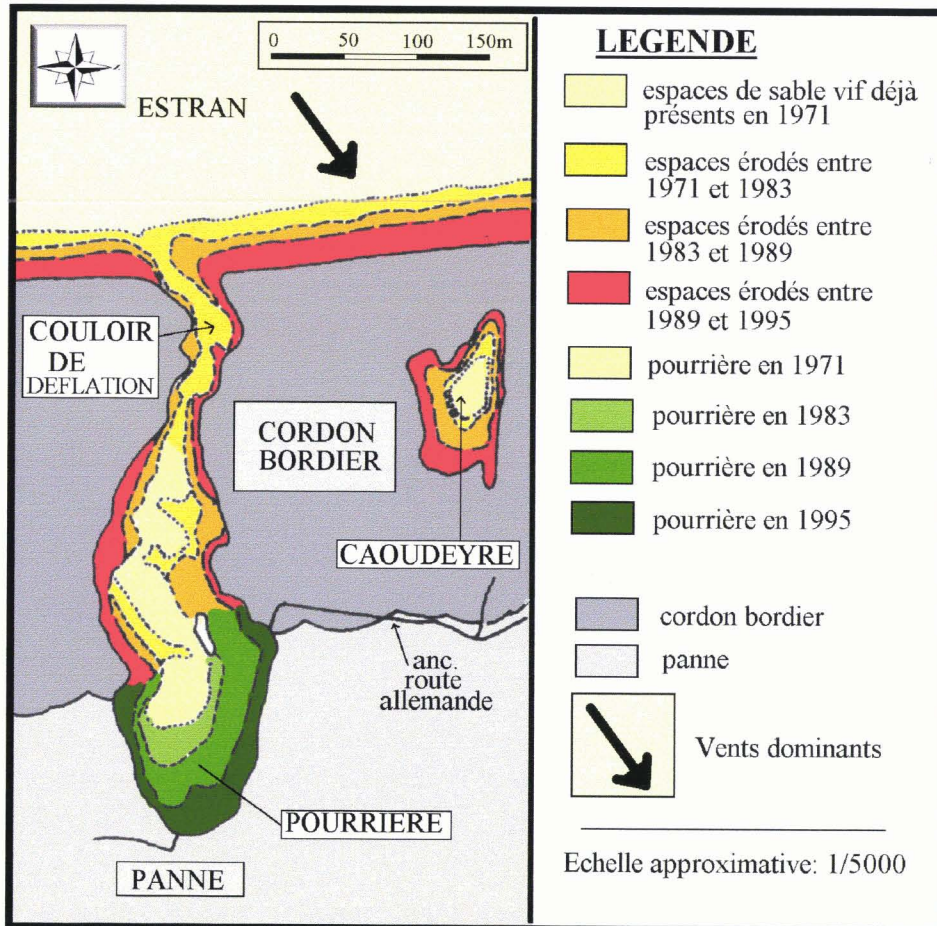 0 50 100 150m
ESTRAN
COULOIR
DE
DEFLATION
CORDON
BORDIER
CAOUDEYRE
anc.
route
allemande
POURRIERE
PANNE
LEGENDE
espaces de sable vif déjà
présents en 1971
espaces érodés entre
1971 et 1983
espaces érodés entre
1983 et 1989
espaces érodés entre
1989 et 1995
pourrière en 1971
pourrière en 1983
pourrière en 1989
pourrière en 1995
cordon bordier
panne
Vents dominants
Echelle approximative: 1/5000